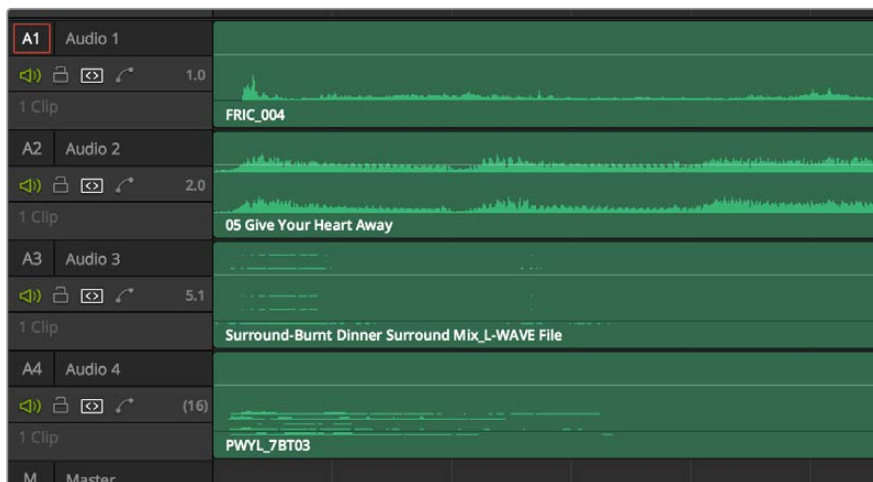 A1 Audio 1
1.0
1 Clip
FRIC_004
A2 Audio 2
2.0
1 Clip
05 Give Your Heart Away
A3 Audio 3
5.1
1 Clip
Surround-Burnt Dinner Surround Mix_L-WAVE File
A4 Audio 4
(16)
1 Clip
PWYL_7BT03
M Master